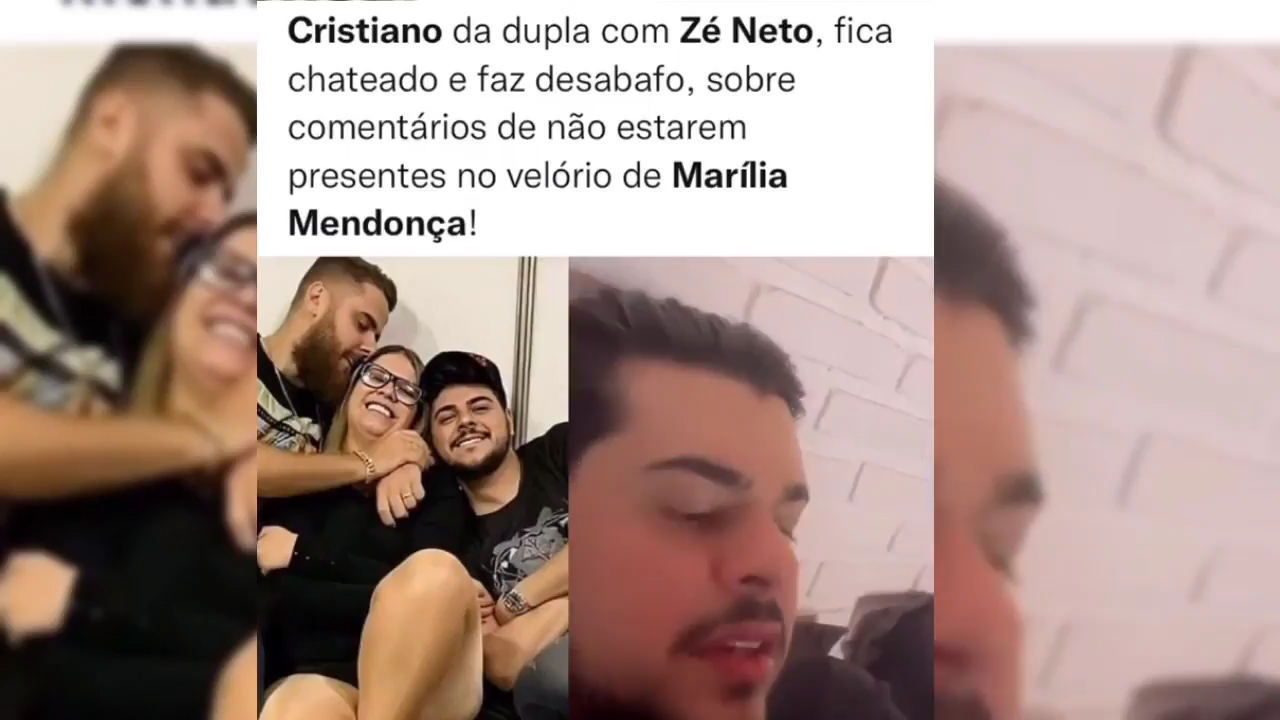 Cristiano da dupla com Zé Neto, fica
chateado e faz desabafo, sobre
comentários de não estarem
presentes no velório de Marília
Mendonça!